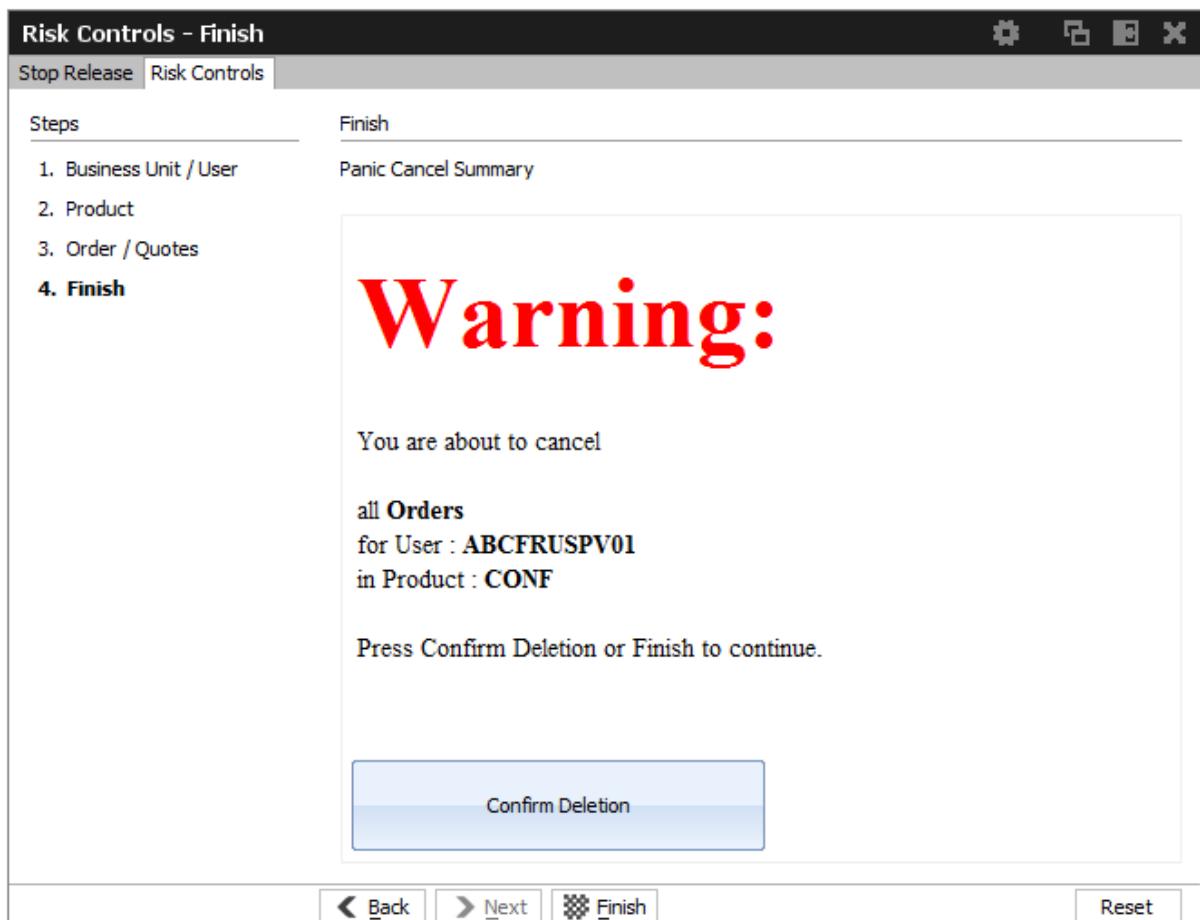 Risk Controls - Finish
Stop Release Risk Controls
Steps
1. Business Unit / User
2. Product
3. Order / Quotes
4. Finish
Finish
Panic Cancel Summary
Warning:
You are about to cancel
all Orders
for User : ABCFRUSPV01
in Product : CONF
Press Confirm Deletion or Finish to continue.
Confirm Deletion
Back Next Finish Reset